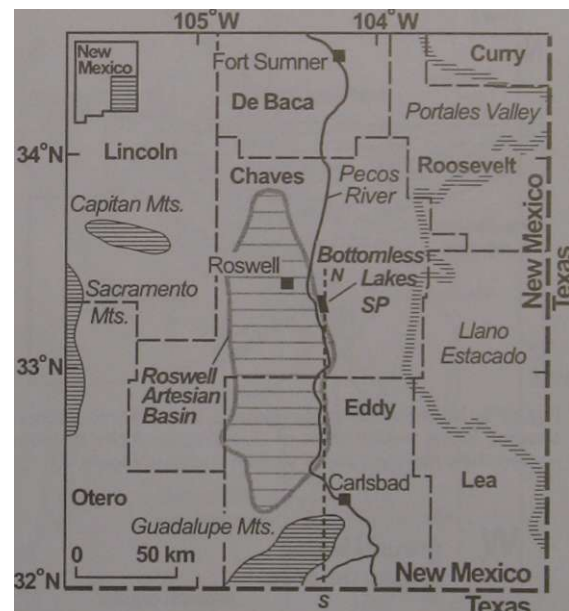 105°W
104°W
New
Mexico
Fort Sumner
Curry
De Baca
Portales Valley
34°N
Lincoln
Roosevelt
Chaves
Pecos
River
Capitan Mts.
New Mexico
Texas
Bottomless
N
Lakes
SP
Roswell
Sacramento
Mts.
Llano
Estacado
33°N
Roswell
Artesian
Basin
Eddy
Carlsbad
Lea
Otero
Guadalupe Mts.
0 50 km
32°N
New Mexico
Texas
S